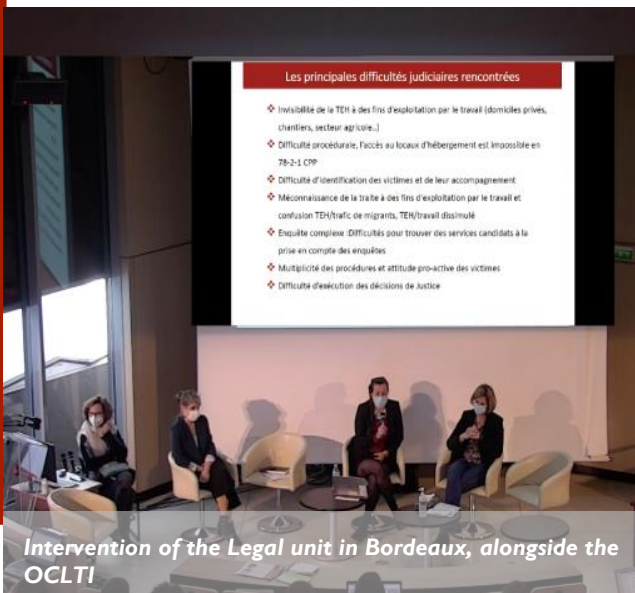 Les principales difficultés judiciaires rencontrées
Invisibilité de la TEH à des fins d'exploitation par le travail (domiciles privés,
chantiers, secteur agricole..)
Difficulté procédurale, l'accès au locaux d'hébergement est impossible en
78-2-1 CPP
Difficulté d'identification des victimes et de leur accompagnement
Méconnaissance de la traite à des fins d'exploitation par le travail et
confusion TEH/trafic de migrants, TEH/travail dissimulé
Enquête complexe :Difficultés pour trouver des services candidats à la
prise en compte des enquêtes
Multiplicité des procédures et attitude pro-active des victimes
Difficulté d'exécution des décisions de Justice
Intervention of the Legal unit in Bordeaux, alongside the
OCLTI